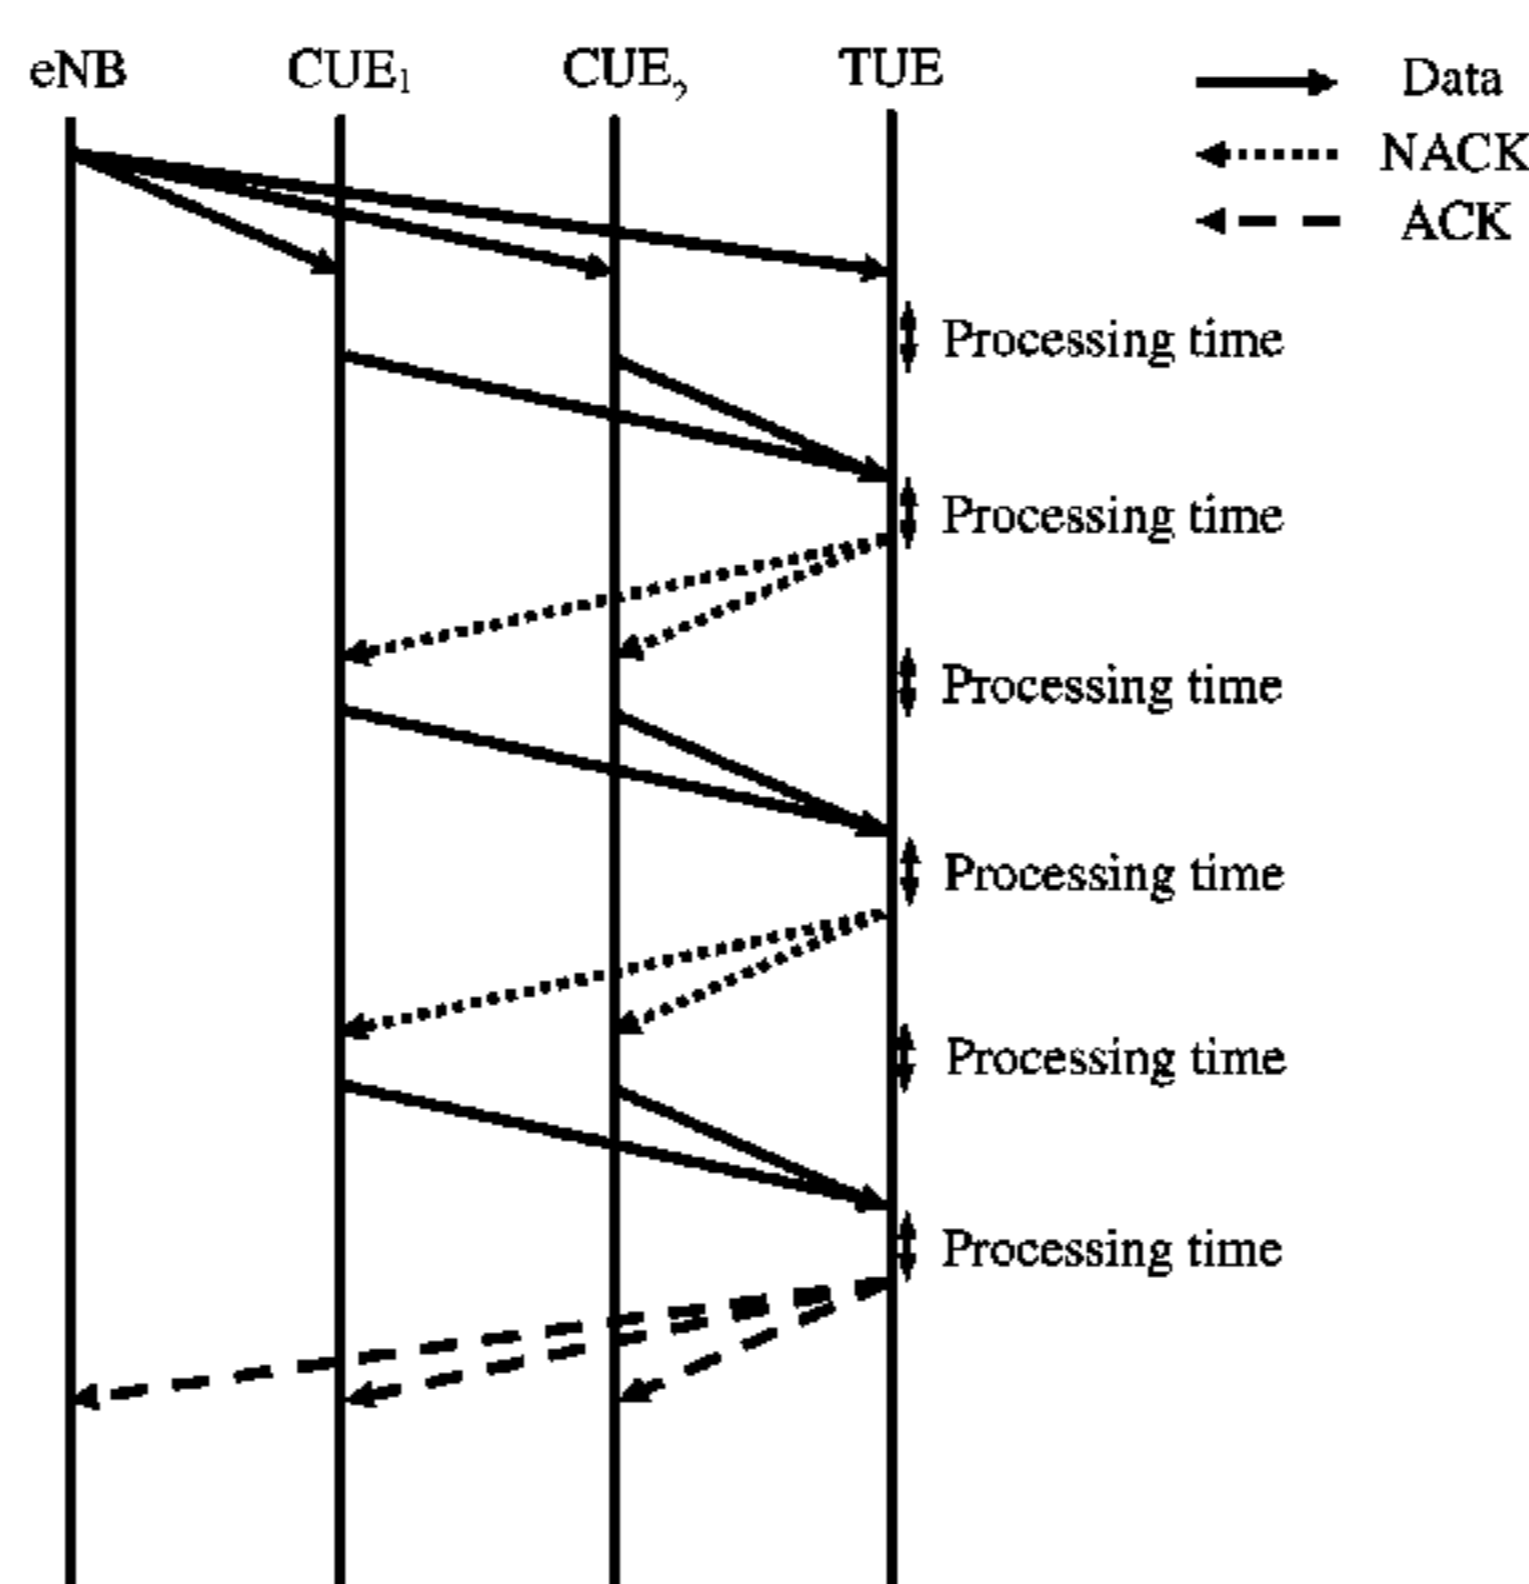 eNB CUE₁ CUE₂ TUE
Data
NACK
ACK
Processing time
Processing time
Processing time
Processing time
Processing time
Processing time